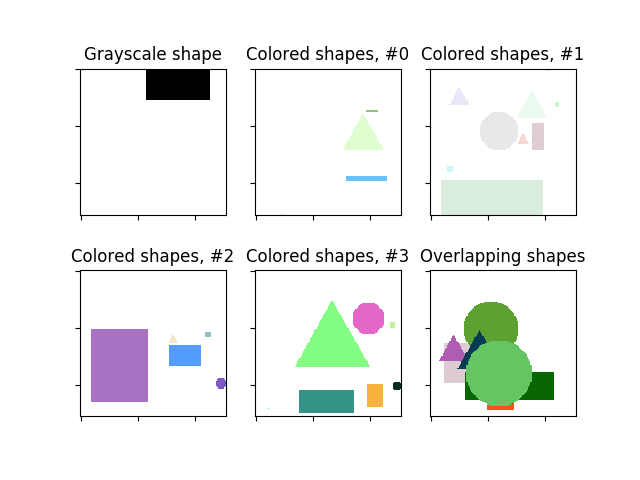 Grayscale shape
Colored shapes, #0
Colored shapes, #1
Colored shapes, #2
Colored shapes, #3
Overlapping shapes